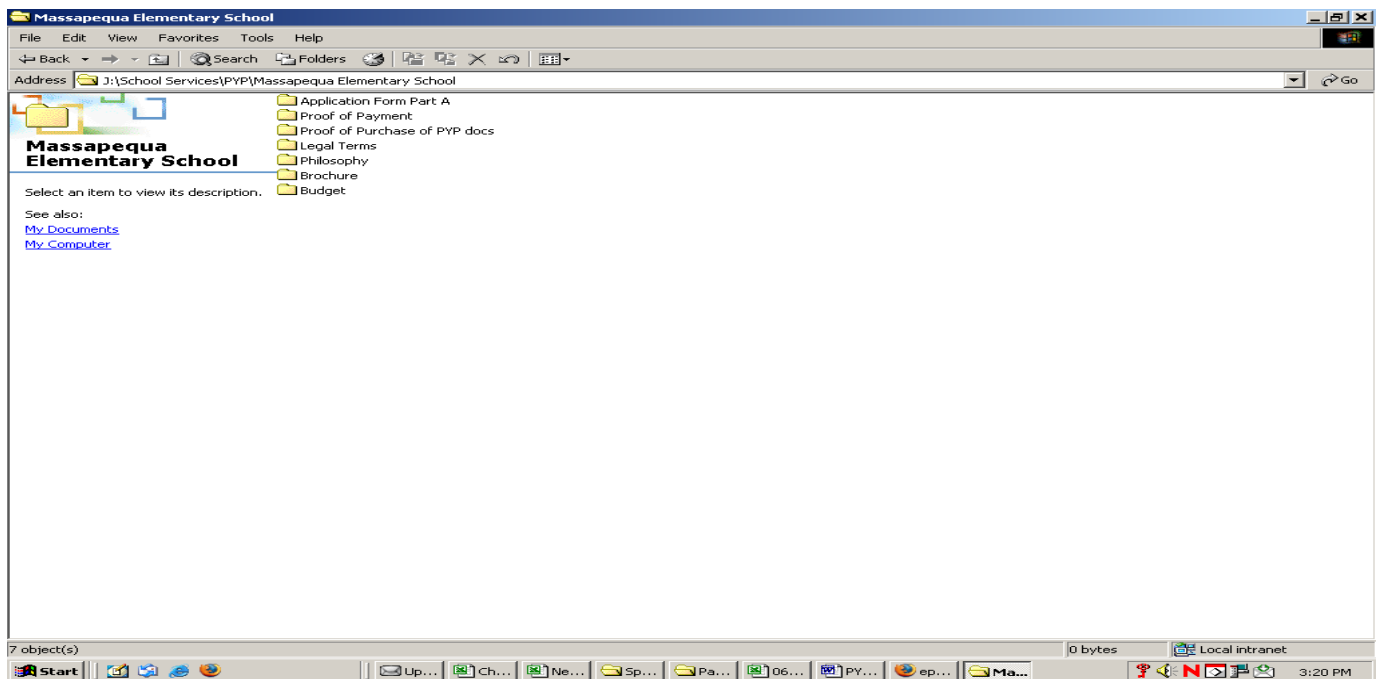 Massapequa Elementary School
File Edit View Favorites Tools Help
Back Search Folders
Address J:\School Services\PYP\Massapequa Elementary School Go
Massapequa
Elementary School
Select an item to view its description.
See also:
My Documents
My Computer
Application Form Part A
Proof of Payment
Proof of Purchase of PYP docs
Legal Terms
Philosophy
Brochure
Budget
7 object(s) 0 bytes Local intranet
Start Up... Ch... Ne... Sp... Pa... 06... PY... ep... Ma... N 3:20 PM